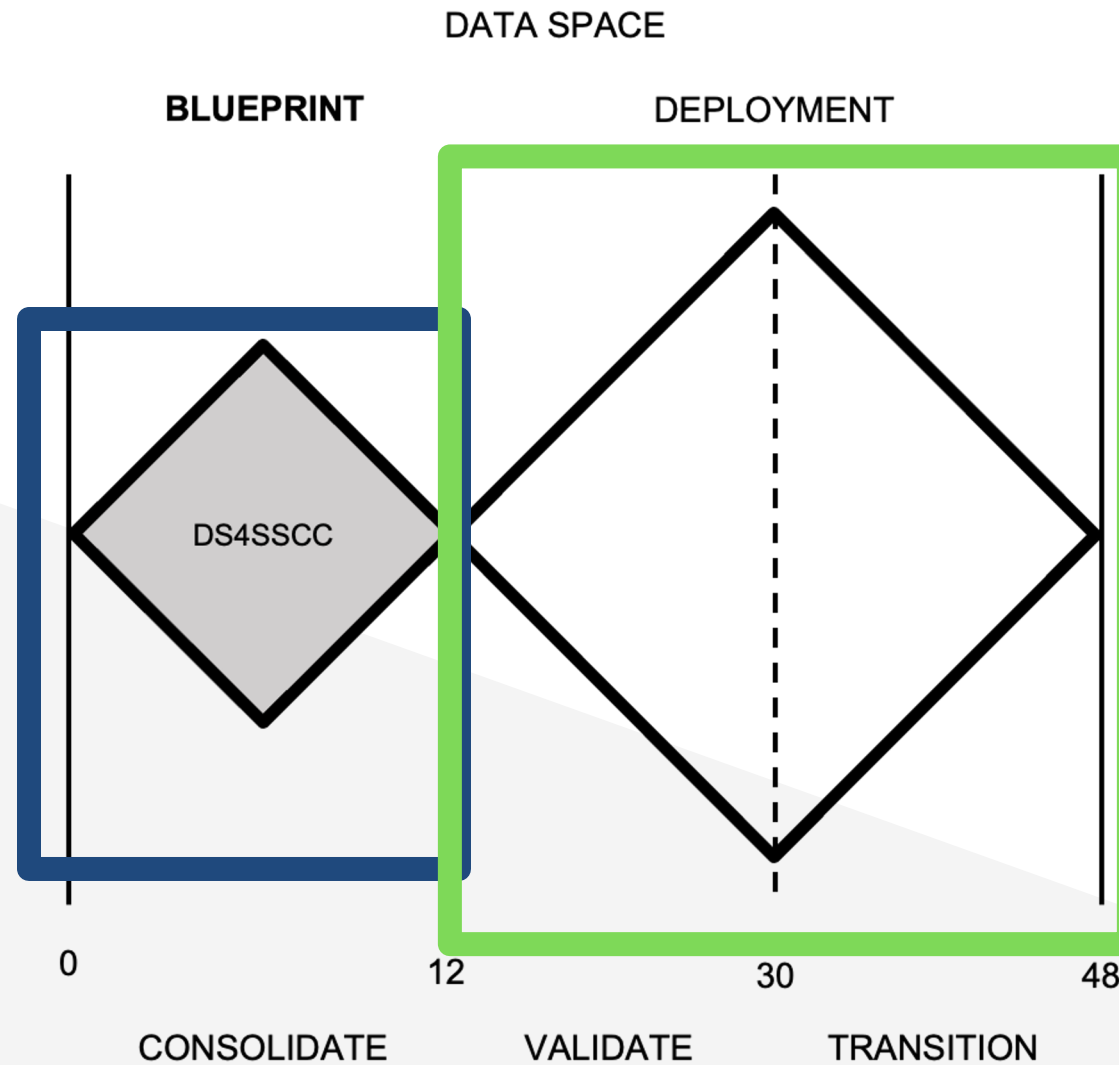 DATA SPACE
BLUEPRINT DEPLOYMENT
DS4SSCC
0 12 30 48
CONSOLIDATE VALIDATE TRANSITION